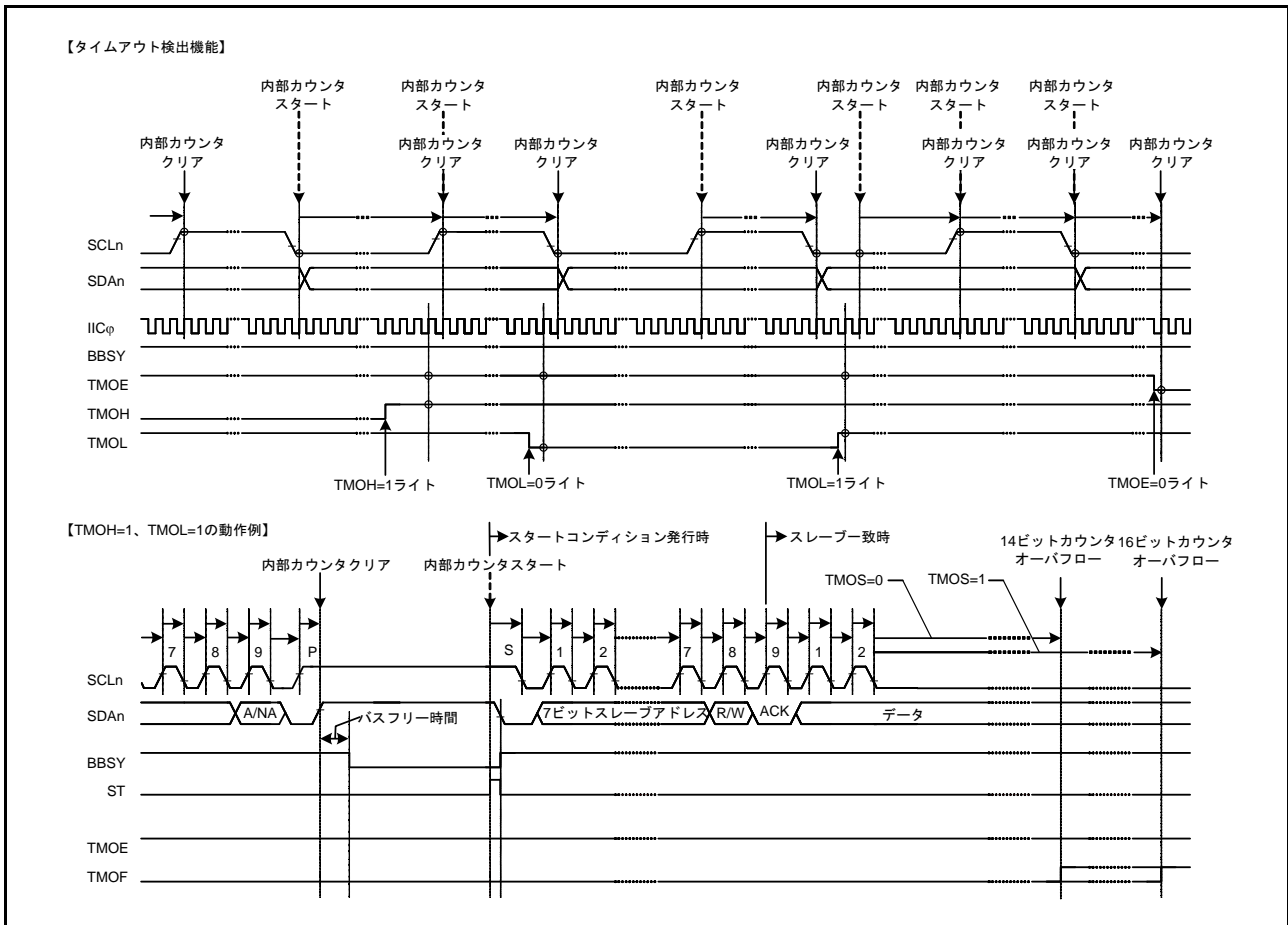 【タイムアウト検出機能】
内部カウンタ
スタート
内部カウンタ
スタート
内部カウンタ
スタート
内部カウンタ
スタート
内部カウンタ
スタート
内部カウンタ
スタート
内部カウンタ
クリア
内部カウンタ
クリア
内部カウンタ
クリア
内部カウンタ
クリア
内部カウンタ
クリア
内部カウンタ
クリア
内部カウンタ
クリア
SCLn
SDAn
IICφ
BBSY
TMOE
TMOH
TMOL
TMOH=1ライト
TMOL=0ライト
TMOL=1ライト
TMOE=0ライト
【TMOH=1、TMOL=1の動作例】
スタートコンディション発行時
スレーブ一致時
内部カウンタクリア
内部カウンタスタート
14ビットカウンタ
オーバフロー
16ビットカウンタ
オーバフロー
TMOS=0
TMOS=1
7 8 9 P S 1 2 7 8 9 1 2
SCLn
SDAn
A/NA
7ビットスレーブアドレス
R/W
ACK
データ
バスフリー時間
BBSY
ST
TMOE
TMOF